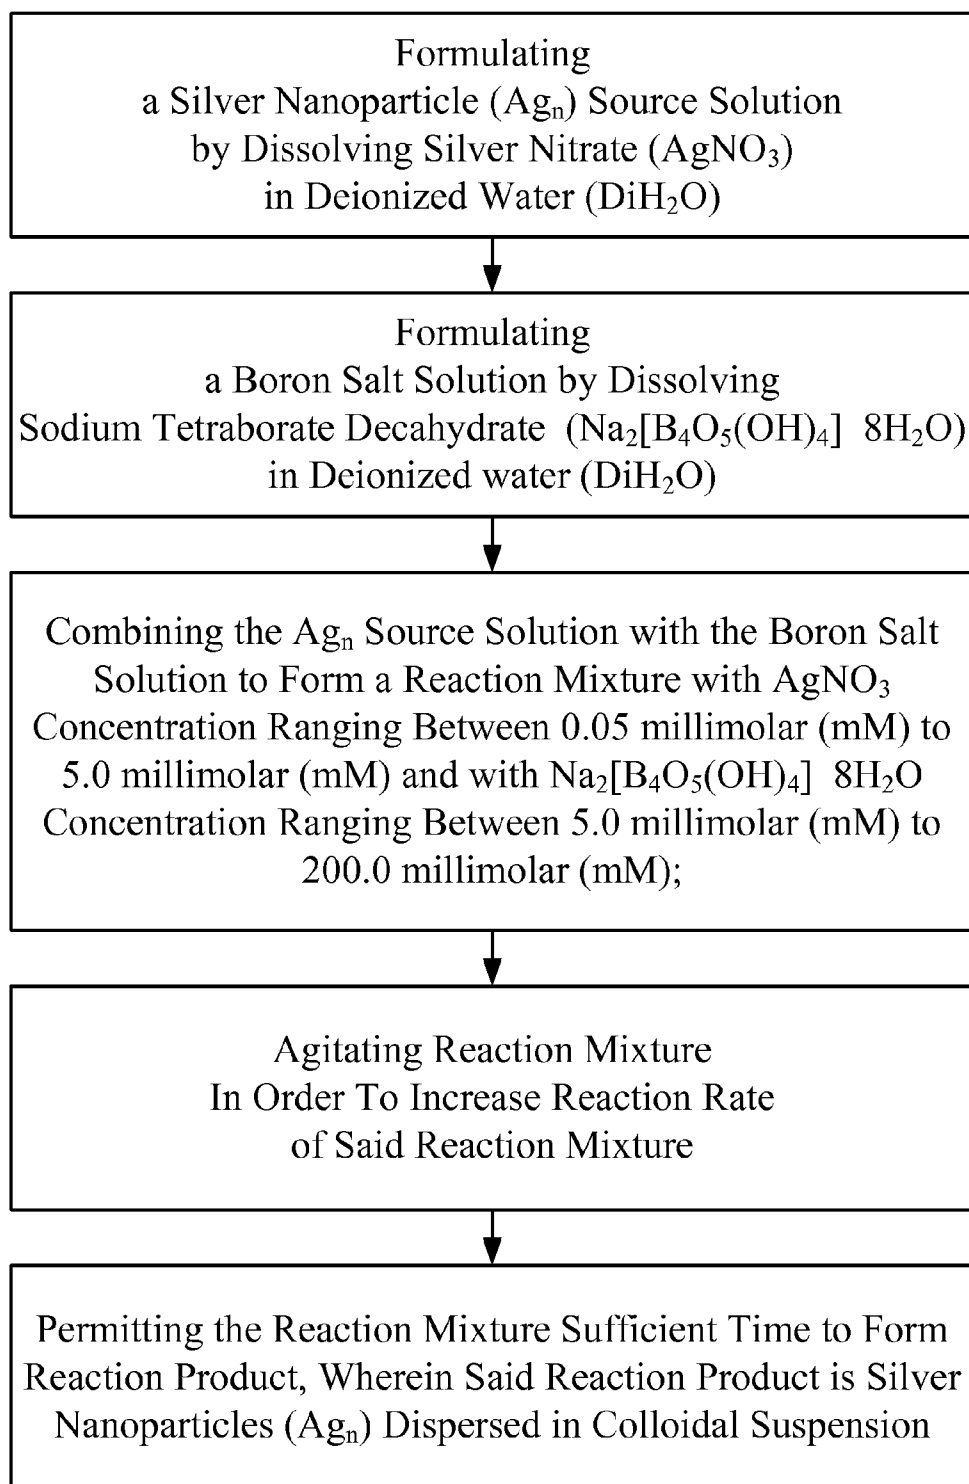 Formulating
a Silver Nanoparticle (Agₙ) Source Solution
by Dissolving Silver Nitrate (AgNO₃)
in Deionized Water (DiH₂O)
Formulating
a Boron Salt Solution by Dissolving
Sodium Tetraborate Decahydrate (Na₂[B₄O₅(OH)₄] 8H₂O)
in Deionized water (DiH₂O)
Combining the Agₙ Source Solution with the Boron Salt
Solution to Form a Reaction Mixture with AgNO₃
Concentration Ranging Between 0.05 millimolar (mM) to
5.0 millimolar (mM) and with Na₂[B₄O₅(OH)₄] 8H₂O
Concentration Ranging Between 5.0 millimolar (mM) to
200.0 millimolar (mM);
Agitating Reaction Mixture
In Order To Increase Reaction Rate
of Said Reaction Mixture
Permitting the Reaction Mixture Sufficient Time to Form
Reaction Product, Wherein Said Reaction Product is Silver
Nanoparticles (Agₙ) Dispersed in Colloidal Suspension